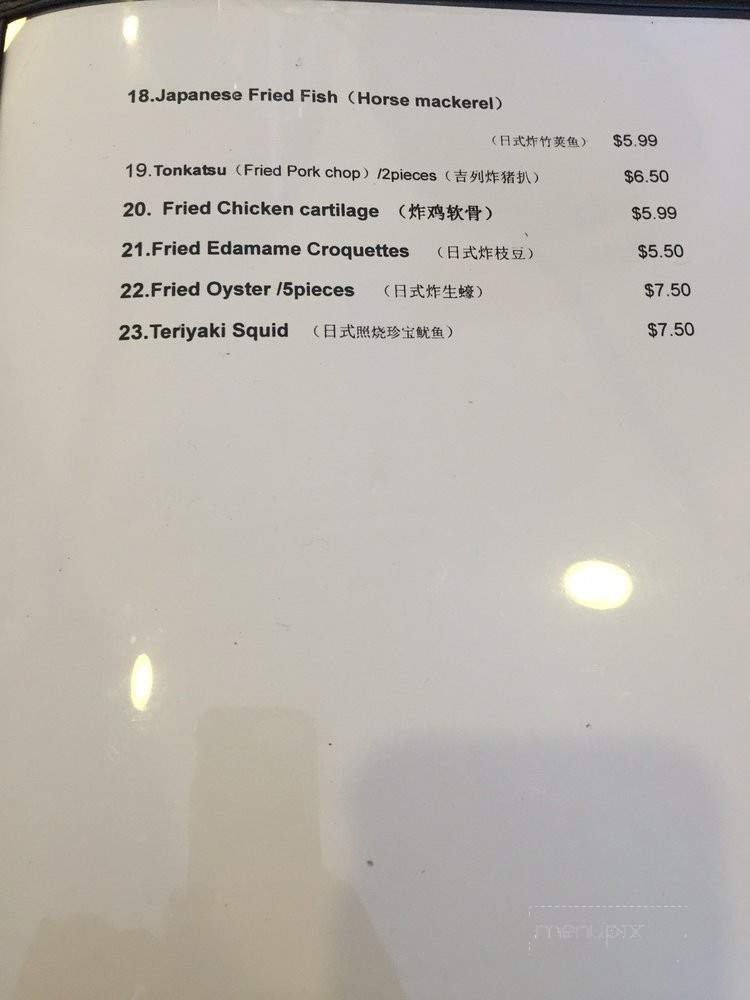 18.Japanese Fried Fish（Horse mackerel）
（日式炸竹荚鱼） $5.99
19.Tonkatsu（Fried Pork chop）/2pieces（吉列炸猪扒） $6.50
20. Fried Chicken cartilage （炸鸡软骨） $5.99
21.Fried Edamame Croquettes （日式炸枝豆） $5.50
22.Fried Oyster /5pieces （日式炸生蠔） $7.50
23.Teriyaki Squid （日式照烧珍宝鱿鱼） $7.50
menupix